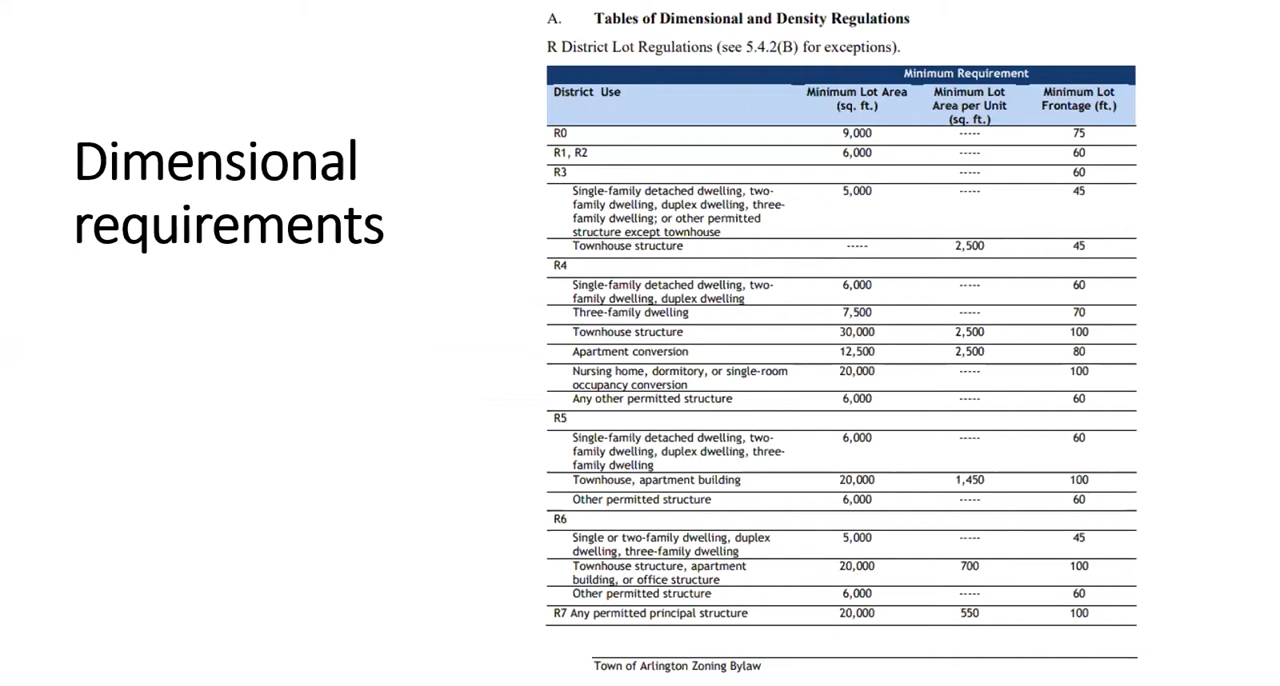 Dimensional
requirements
A. Tables of Dimensional and Density Regulations
R District Lot Regulations (see 5.4.2(B) for exceptions).
Minimum Requirement
District Use Minimum Lot Area (sq. ft.) Minimum Lot Area per Unit (sq. ft.) Minimum Lot Frontage (ft.)
R0 9,000 ----- 75
R1, R2 6,000 ----- 60
R3 ----- 60
Single-family detached dwelling, two- 5,000 ----- 45
family dwelling, duplex dwelling, three-
family dwelling; or other permitted
structure except townhouse
Townhouse structure ----- 2,500 45
R4
Single-family detached dwelling, two- 6,000 ----- 60
family dwelling, duplex dwelling
Three-family dwelling 7,500 ----- 70
Townhouse structure 30,000 2,500 100
Apartment conversion 12,500 2,500 80
Nursing home, dormitory, or single-room 20,000 ----- 100
occupancy conversion
Any other permitted structure 6,000 ----- 60
R5
Single-family detached dwelling, two- 6,000 ----- 60
family dwelling, duplex dwelling, three-
family dwelling
Townhouse, apartment building 20,000 1,450 100
Other permitted structure 6,000 ----- 60
R6
Single or two-family dwelling, duplex 5,000 ----- 45
dwelling, three-family dwelling
Townhouse structure, apartment 20,000 700 100
building, or office structure
Other permitted structure 6,000 ----- 60
R7 Any permitted principal structure 20,000 550 100
Town of Arlington Zoning Bylaw